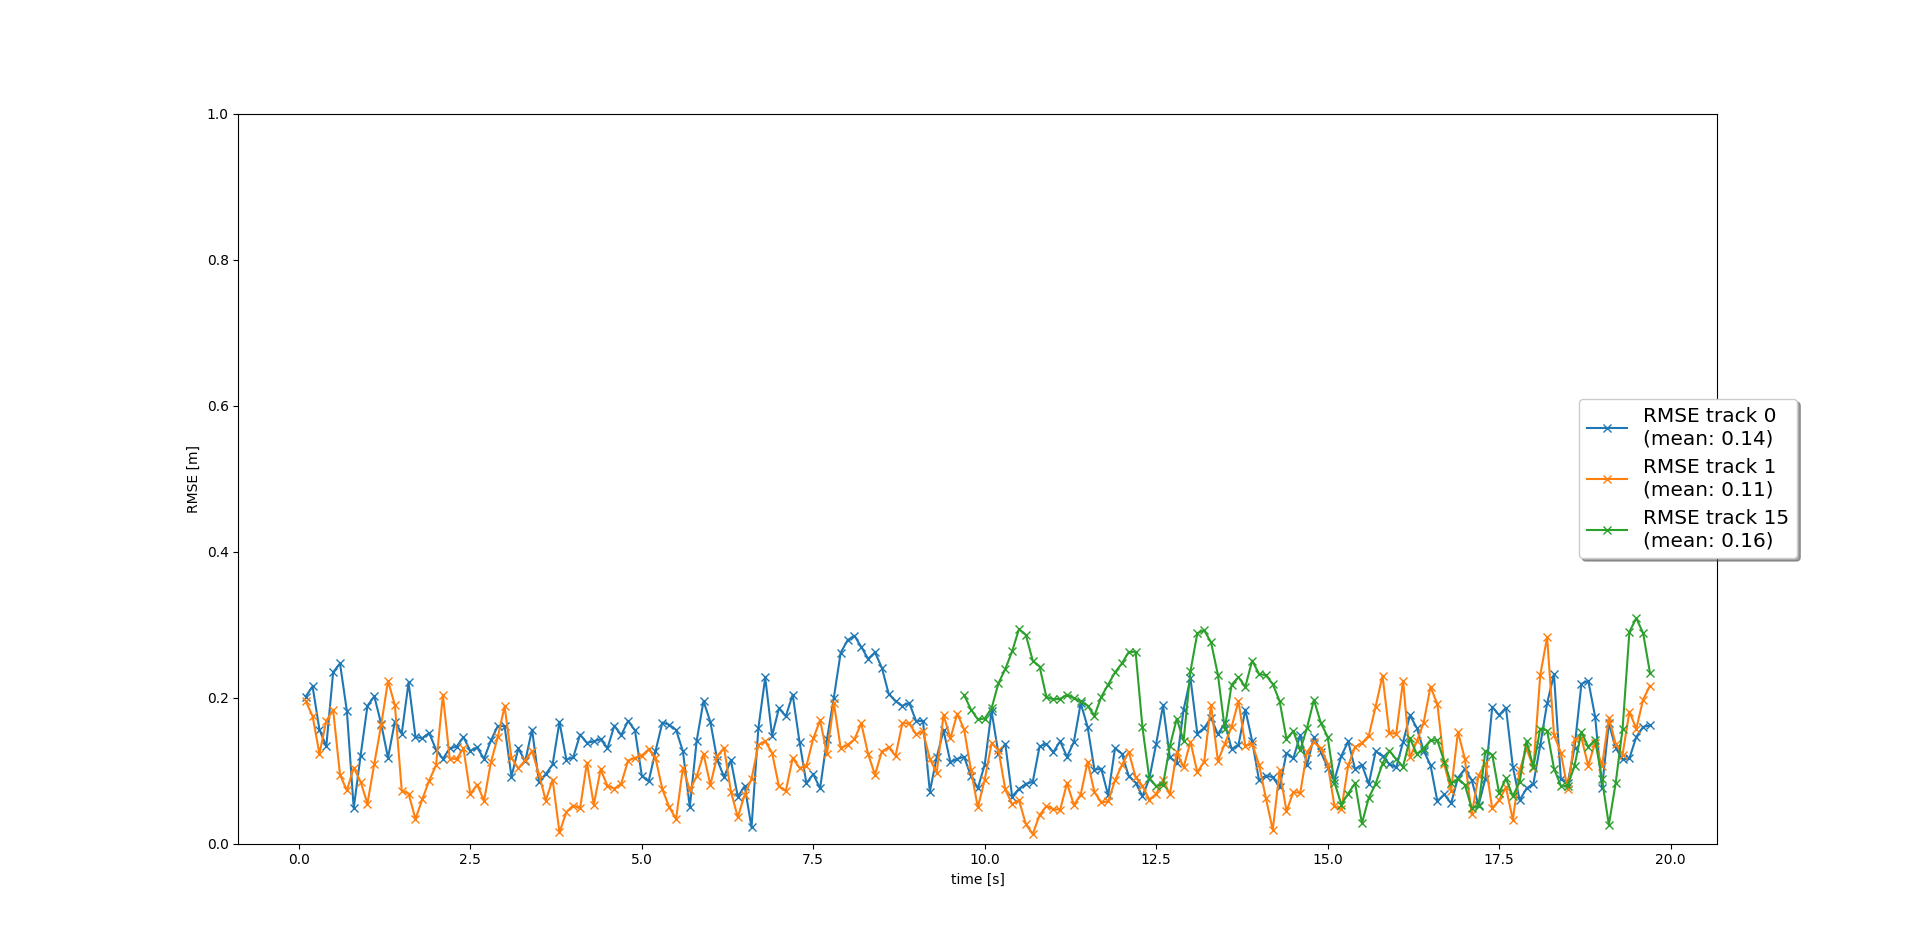 1.0
0.8
0.6
0.4
0.2
0.0
RMSE [m]
0.0 2.5 5.0 7.5 10.0 12.5 15.0 17.5 20.0
time [s]
RMSE track 0
(mean: 0.14)
RMSE track 1
(mean: 0.11)
RMSE track 15
(mean: 0.16)